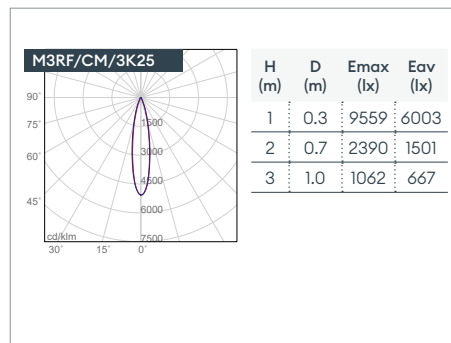 M3RF/CM/3K25
90°
75°
60°
45°
30°
15°
0°
1500
3000
4500
6000
7500
cd/klm
H D Emax Eav
(m) (m) (lx) (lx)
1 0.3 9559 6003
2 0.7 2390 1501
3 1.0 1062 667